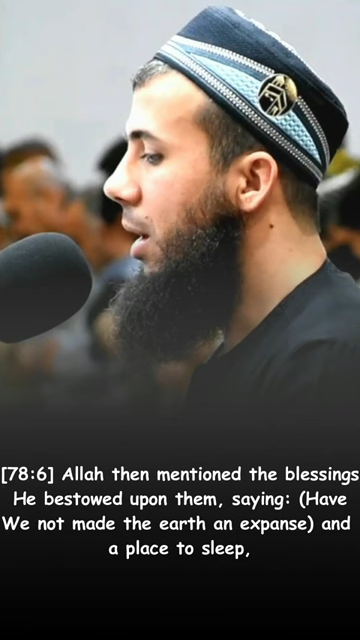 [78:6] Allah then mentioned the blessings
He bestowed upon them, saying: (Have
We not made the earth an expanse) and
a place to sleep,